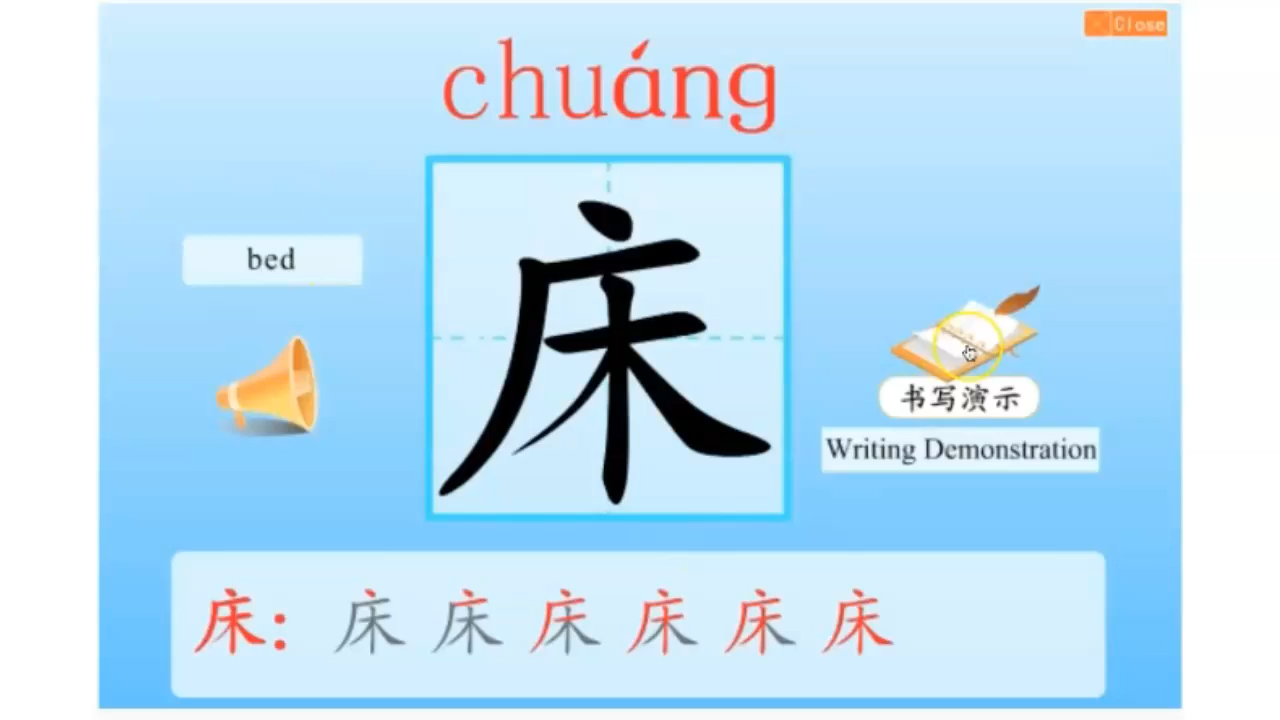 Close
chuáng
床
bed
书写演示
Writing Demonstration
床: 床 床 床 床 床 床